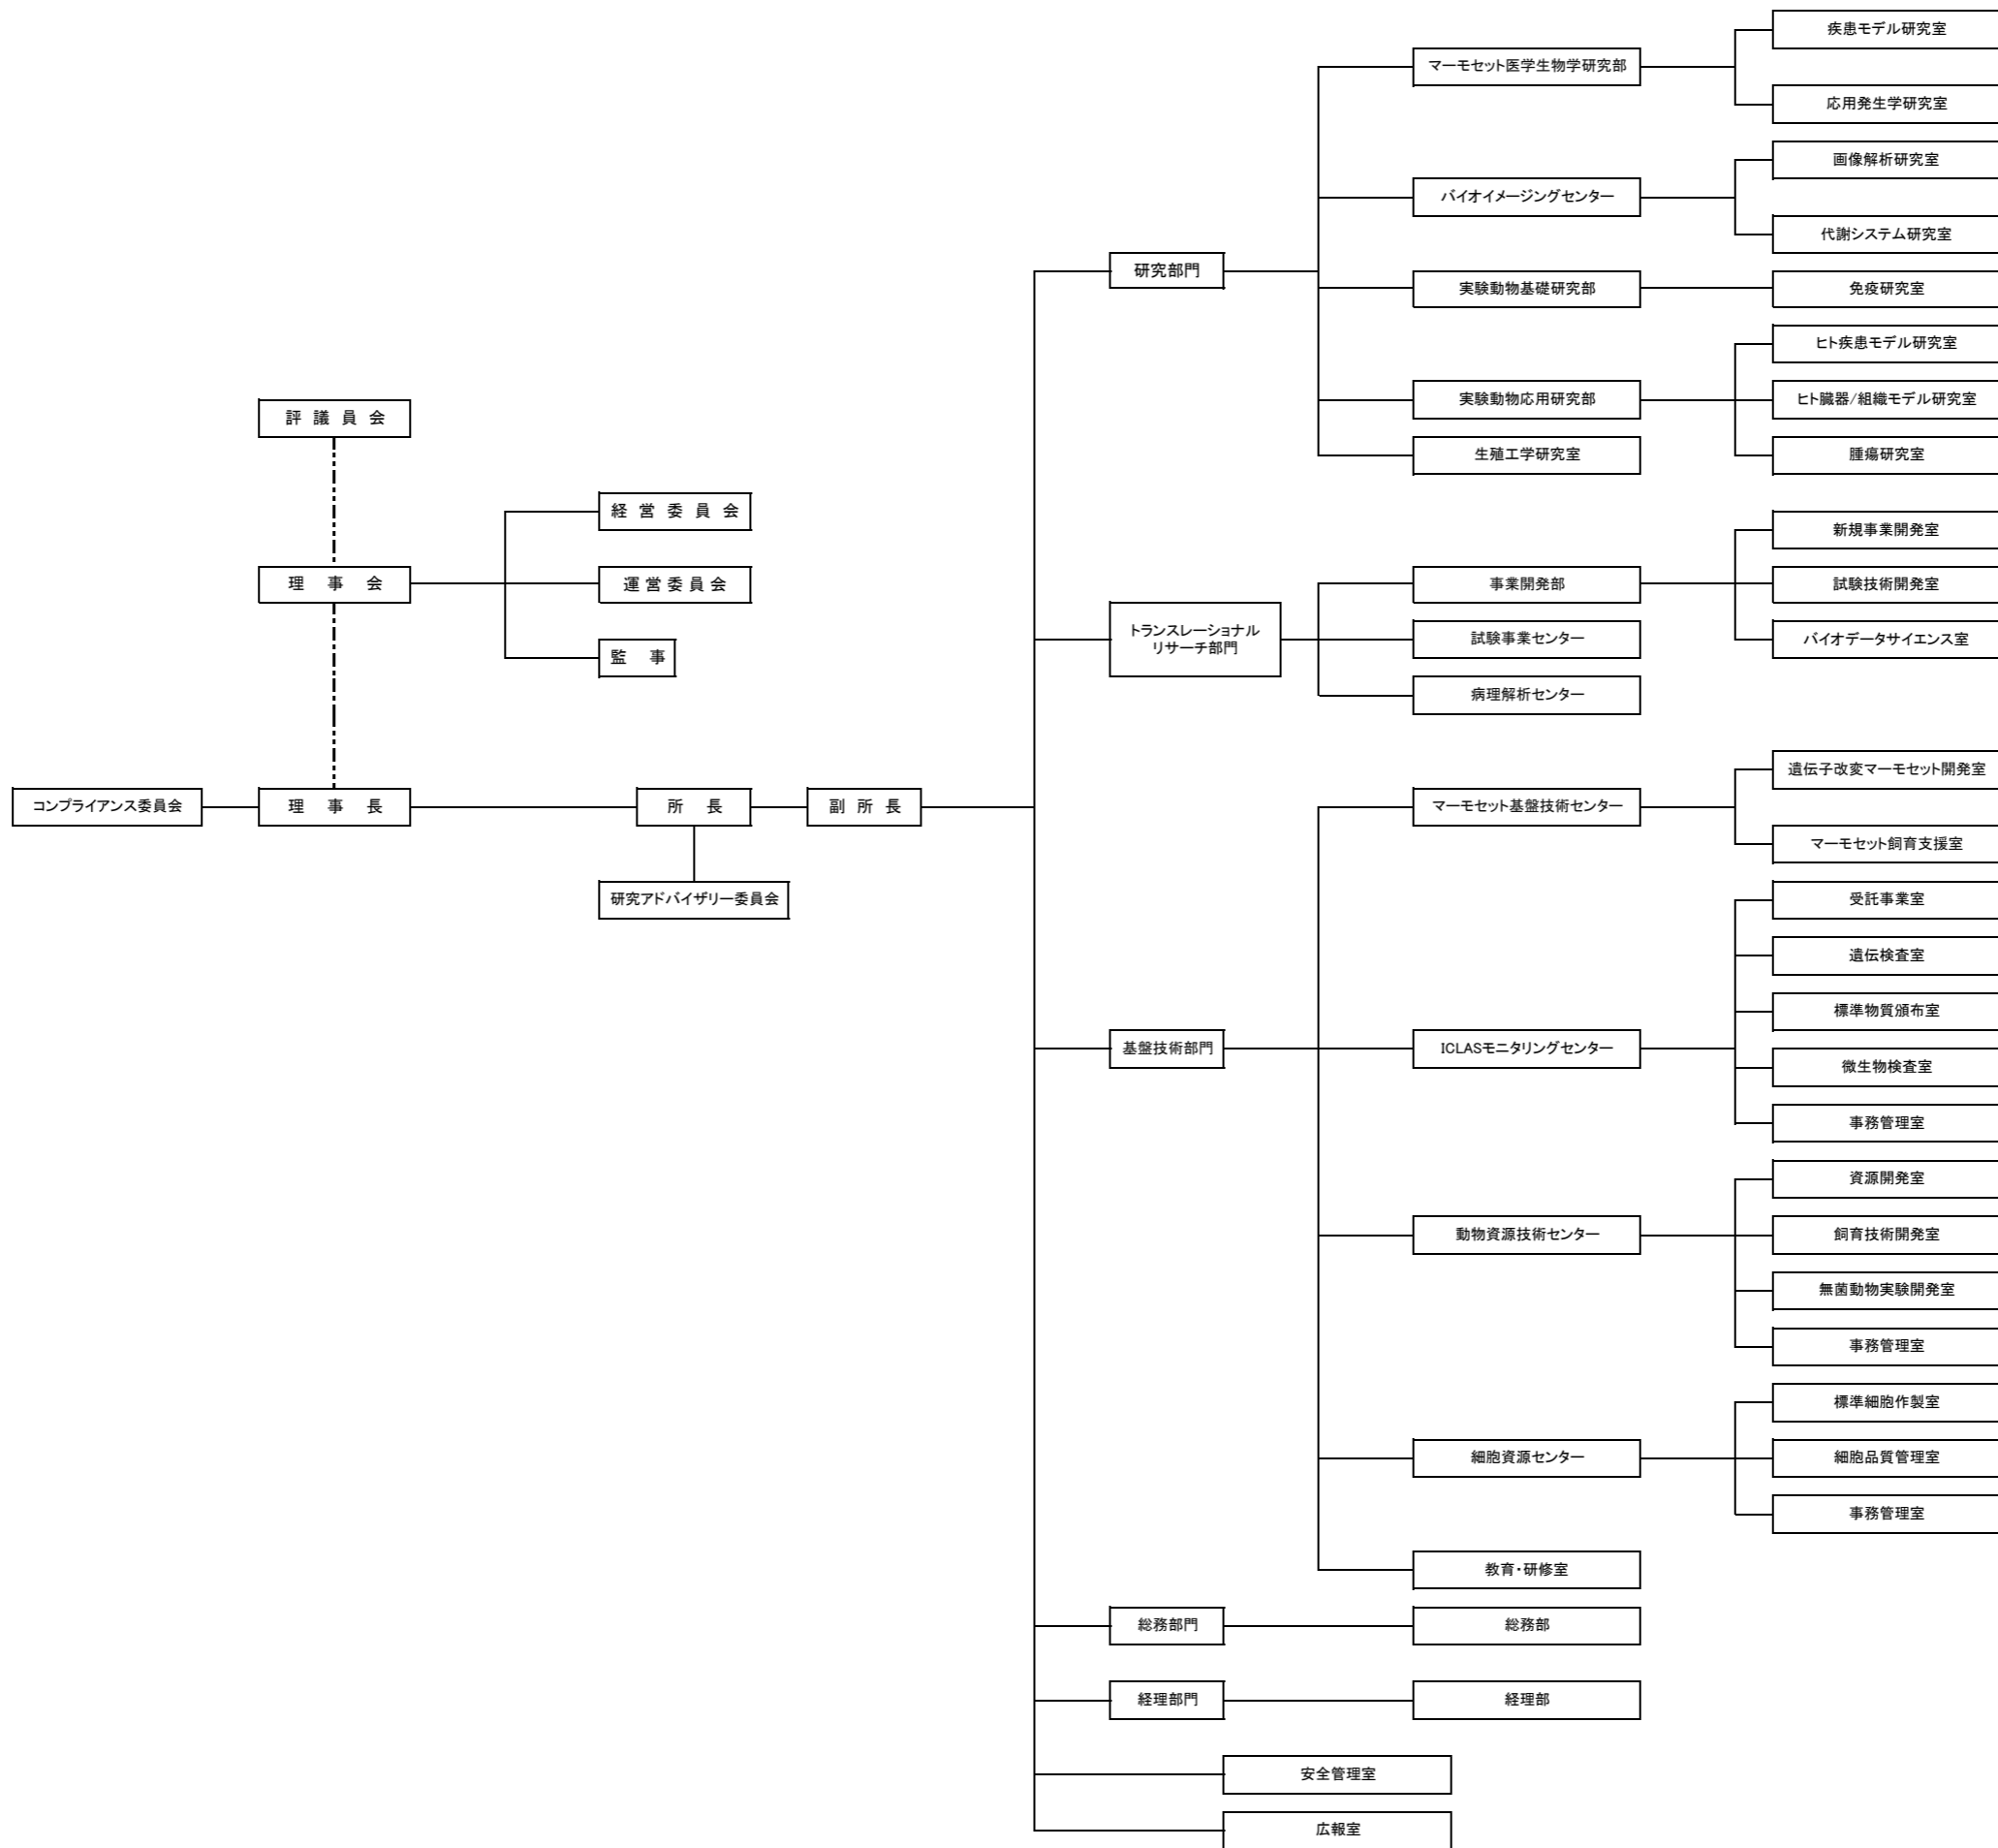 評議員会
理事会
経営委員会
運営委員会
監事
コンプライアンス委員会
理事長
所長
副所長
研究アドバイザリー委員会
研究部門
マーモセット医学生物学研究部
疾患モデル研究室
応用発生学研究室
バイオイメージングセンター
画像解析研究室
代謝システム研究室
実験動物基礎研究部
免疫研究室
実験動物応用研究部
ヒト疾患モデル研究室
ヒト臓器/組織モデル研究室
腫瘍研究室
生殖工学研究室
トランスレーショナル
リサーチ部門
事業開発部
新規事業開発室
試験技術開発室
バイオデータサイエンス室
試験事業センター
病理解析センター
基盤技術部門
マーモセット基盤技術センター
遺伝子改変マーモセット開発室
マーモセット飼育支援室
ICLASモニタリングセンター
受託事業室
遺伝検査室
標準物質頒布室
微生物検査室
事務管理室
動物資源技術センター
資源開発室
飼育技術開発室
無菌動物実験開発室
事務管理室
細胞資源センター
標準細胞作製室
細胞品質管理室
事務管理室
教育・研修室
総務部門
総務部
経理部門
経理部
安全管理室
広報室